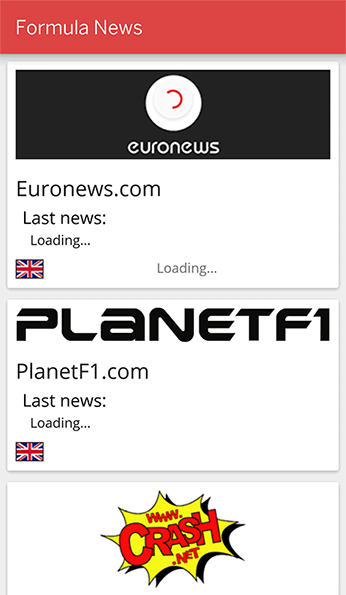 Formula News
euronews
Euronews.com
Last news:
Loading...
Loading...
PLANETF1
PlanetF1.com
Last news:
Loading...
WWW.
CRASH
.NET